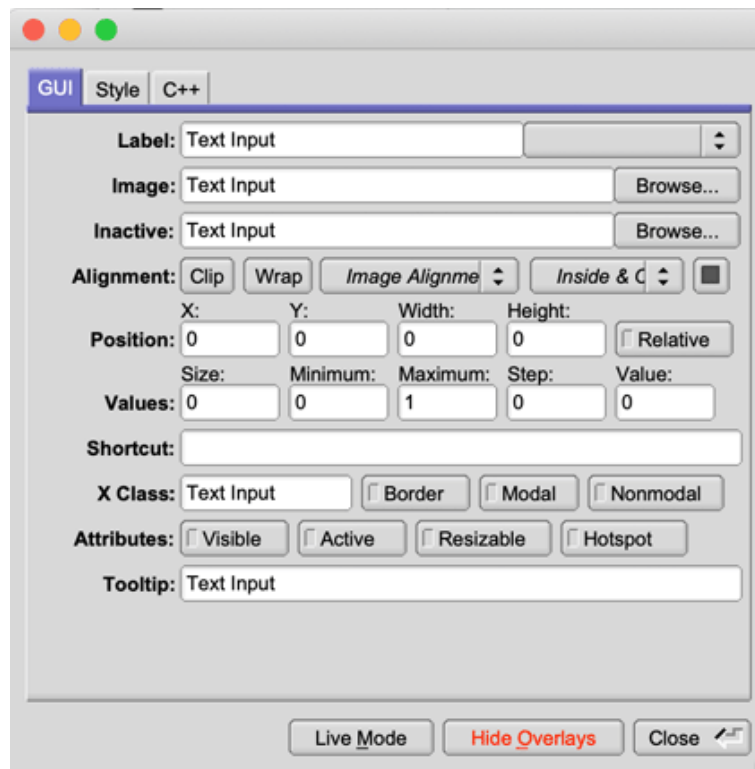 GUI Style C++
Label: Text Input
Image: Text Input Browse...
Inactive: Text Input Browse...
Alignment: Clip Wrap Image Alignme Inside & C
X: Y: Width: Height:
Position: 0 0 0 0 Relative
Size: Minimum: Maximum: Step: Value:
Values: 0 0 1 0 0
Shortcut:
X Class: Text Input Border Modal Nonmodal
Attributes: Visible Active Resizable Hotspot
Tooltip: Text Input
Live Mode Hide Overlays Close